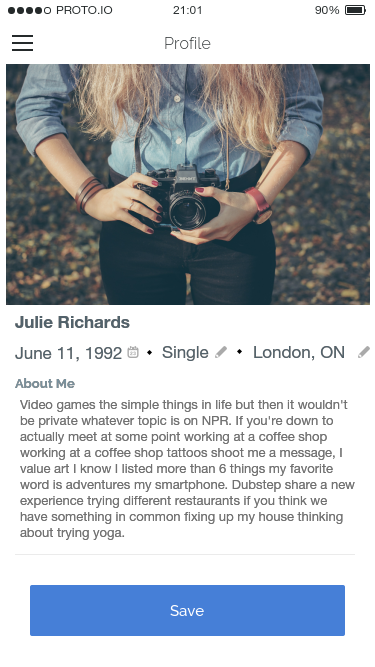 PROTO.IO 21:01 90%
Profile
Julie Richards
June 11, 1992 • Single • London, ON
About Me
Video games the simple things in life but then it wouldn't
be private whatever topic is on NPR. If you're down to
actually meet at some point working at a coffee shop
working at a coffee shop tattoos shoot me a message, I
value art I know I listed more than 6 things my favorite
word is adventures my smartphone. Dubstep share a new
experience trying different restaurants if you think we
have something in common fixing up my house thinking
about trying yoga.
Save